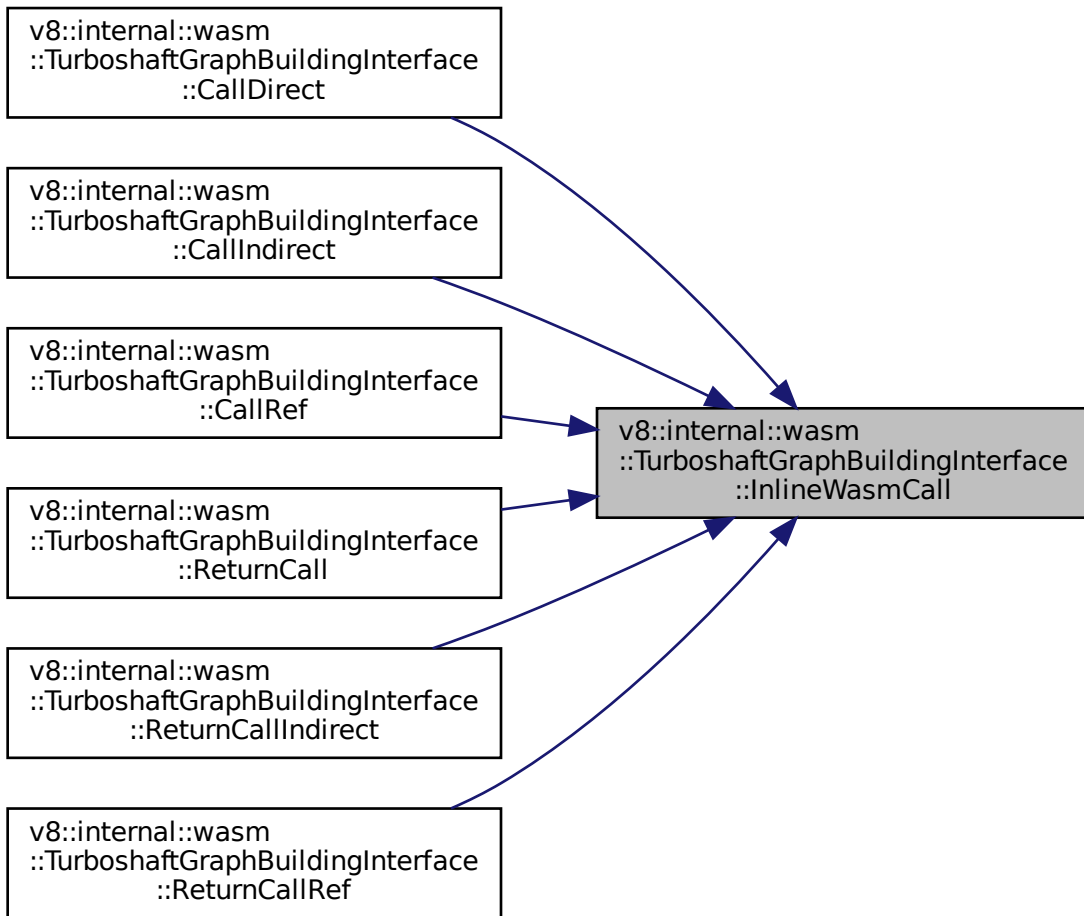 v8::internal::wasm
::TurboshaftGraphBuildingInterface
::CallDirect
v8::internal::wasm
::TurboshaftGraphBuildingInterface
::CallIndirect
v8::internal::wasm
::TurboshaftGraphBuildingInterface
::CallRef
v8::internal::wasm
::TurboshaftGraphBuildingInterface
::InlineWasmCall
v8::internal::wasm
::TurboshaftGraphBuildingInterface
::ReturnCall
v8::internal::wasm
::TurboshaftGraphBuildingInterface
::ReturnCallIndirect
v8::internal::wasm
::TurboshaftGraphBuildingInterface
::ReturnCallRef